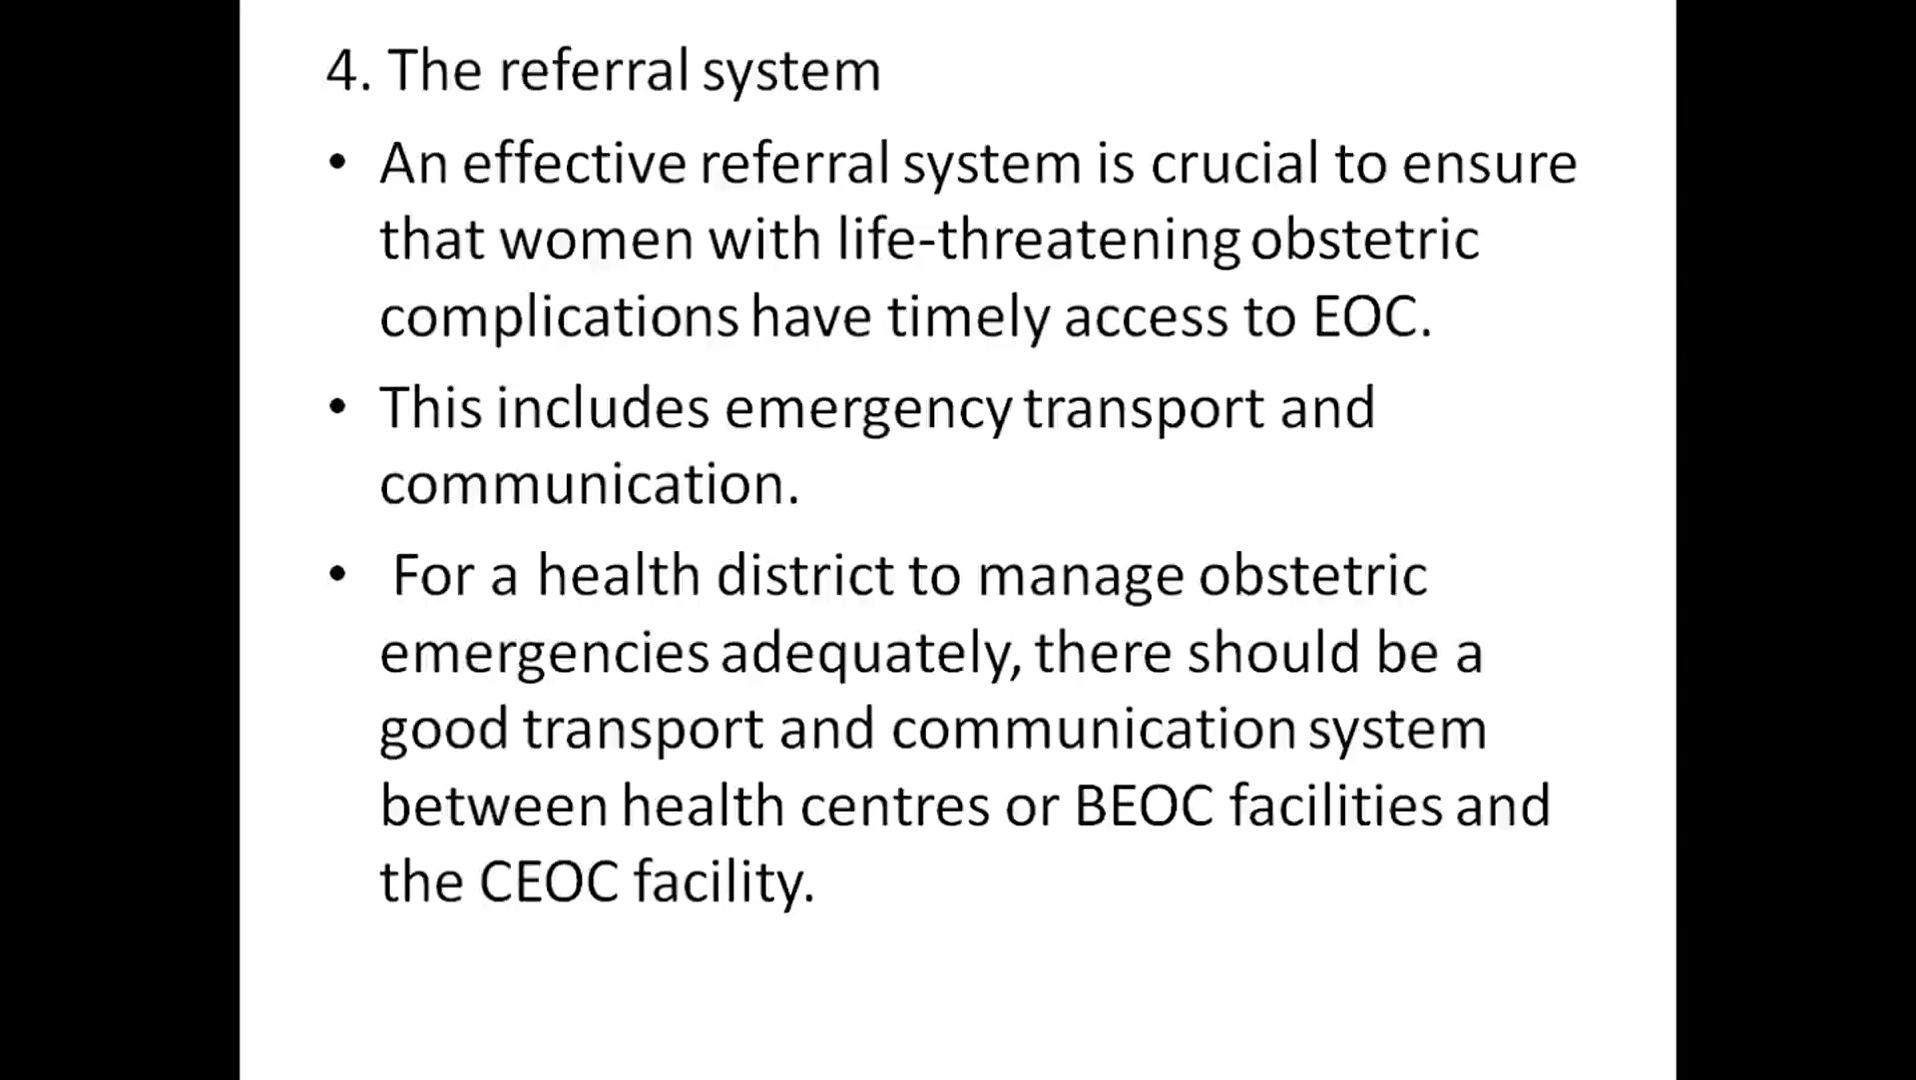 4. The referral system
• An effective referral system is crucial to ensure
that women with life-threatening obstetric
complications have timely access to EOC.
• This includes emergency transport and
communication.
• For a health district to manage obstetric
emergencies adequately, there should be a
good transport and communication system
between health centres or BEOC facilities and
the CEOC facility.